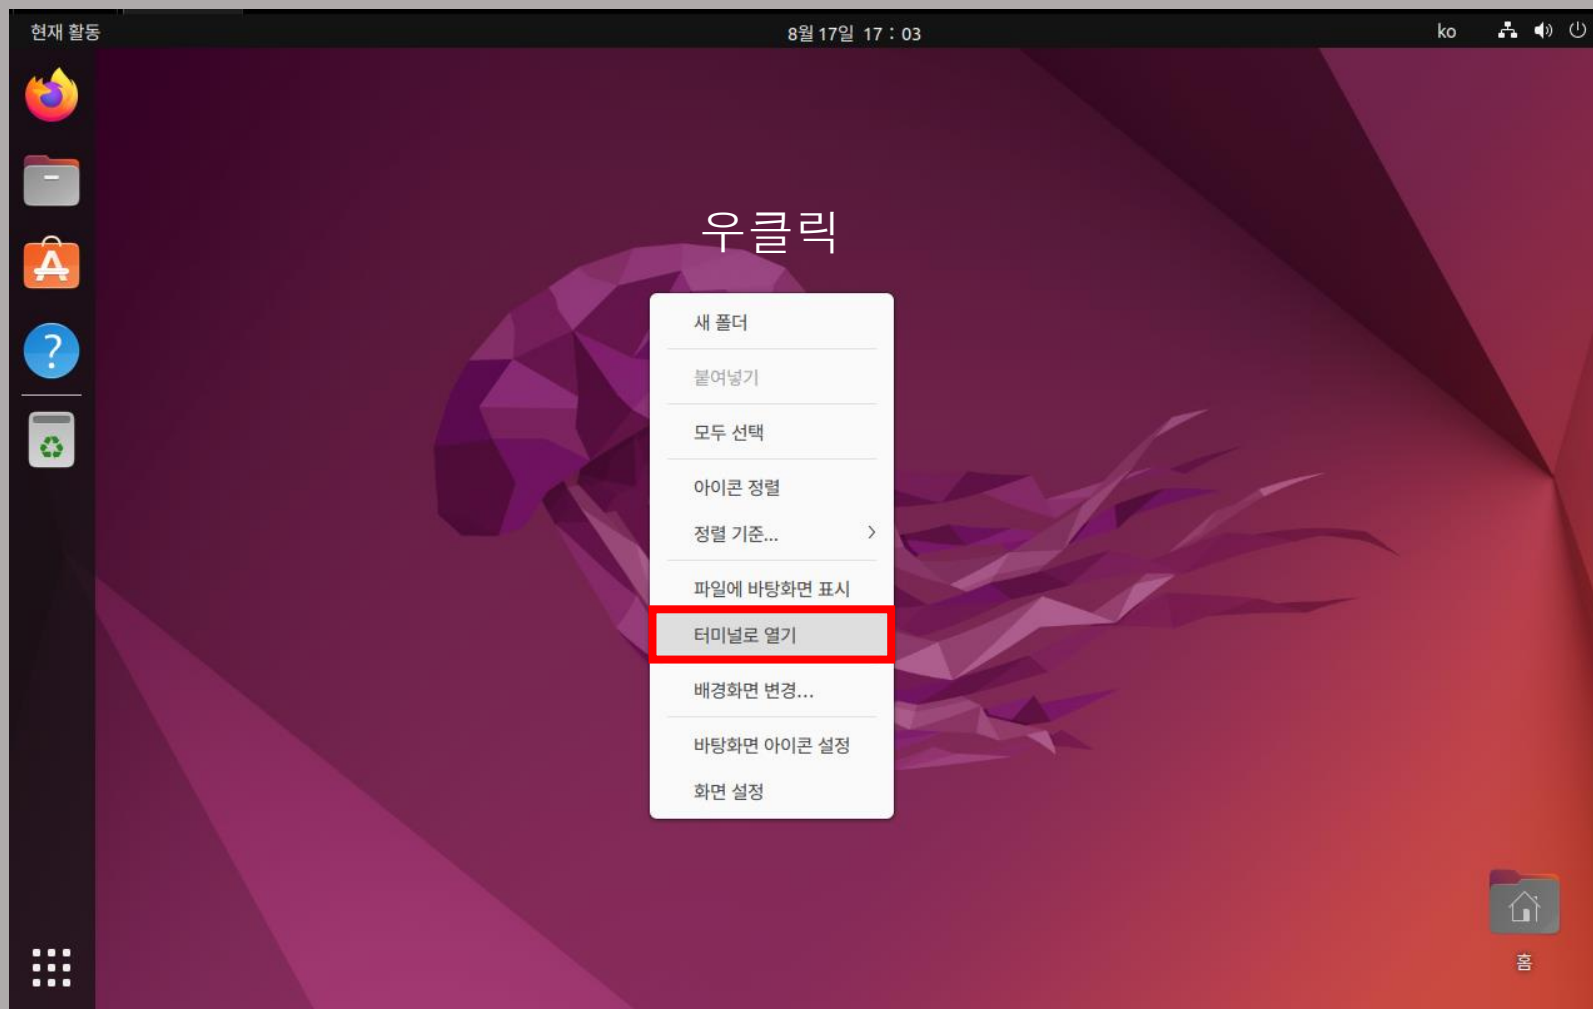 현재 활동
8월 17일 17 : 03
ko
우클릭
새 폴더
붙여넣기
모두 선택
아이콘 정렬
정렬 기준...
파일에 바탕화면 표시
터미널로 열기
배경화면 변경...
바탕화면 아이콘 설정
화면 설정
홈